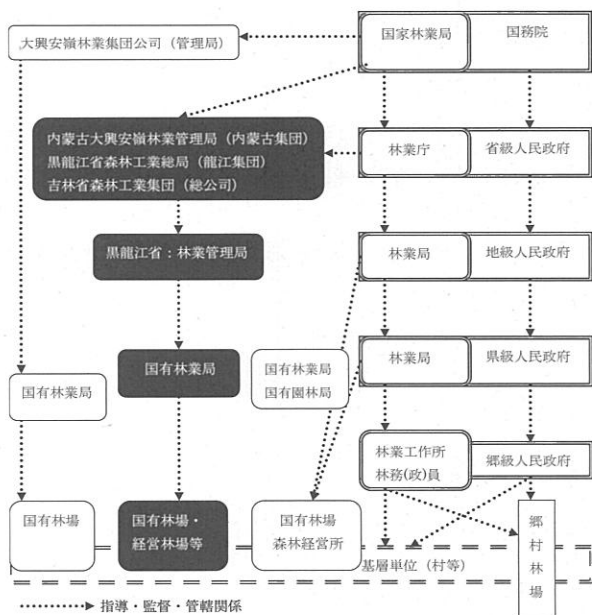 大興安嶺林業集団公司（管理局）
国家林業局
国務院
内蒙古大興安嶺林業管理局（内蒙古集団）
黒龍江省森林工業総局（龍江集団）
吉林省森林工業集団（総公司）
林業庁
省級人民政府
黒龍江省：林業管理局
林業局
地級人民政府
国有林業局
国有林業局
国有林業局
国有園林局
林業局
県級人民政府
林業工作所
林務(政)員
郷級人民政府
国有林場
国有林場・
経営林場等
国有林場
森林経営所
基層単位（村等）
郷村林場
指導・監督・管轄関係